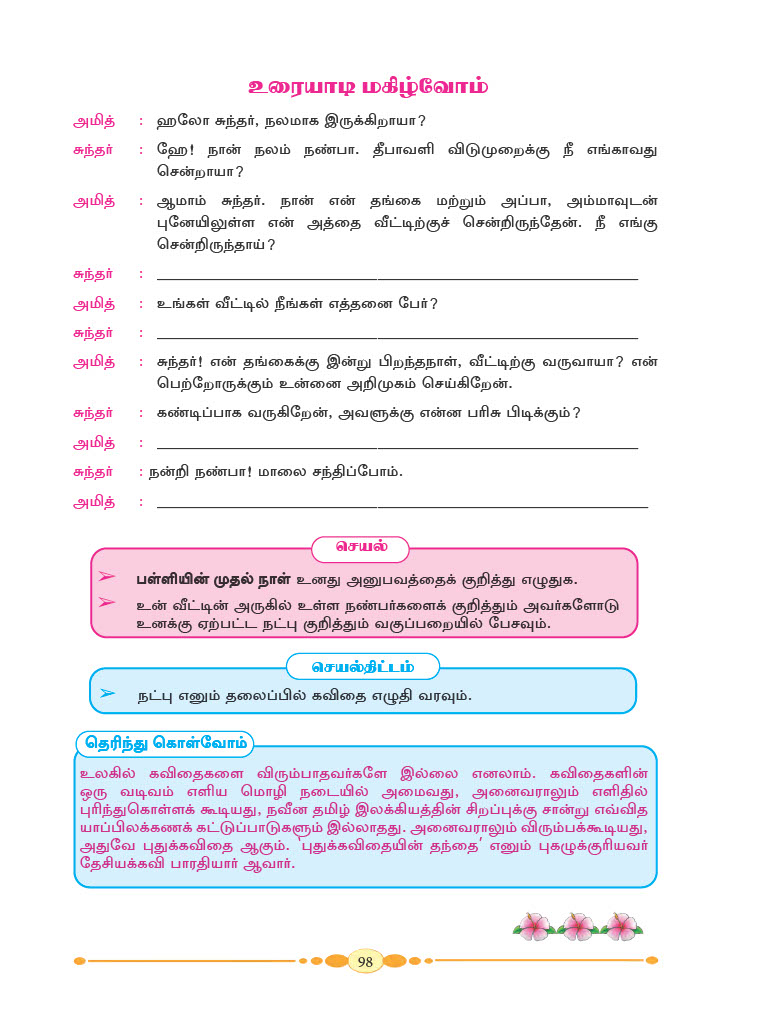 உரையாடி மகிழ்வோம்
அமித் : ஹலோ சுந்தர், நலமாக இருக்கிறாயா?
சுந்தர் : ஹே! நான் நலம் நண்பா. தீபாவளி விடுமுறைக்கு நீ எங்காவது
சென்றாயா?
அமித் : ஆமாம் சுந்தர். நான் என் தங்கை மற்றும் அப்பா, அம்மாவுடன்
புனேயிலுள்ள என் அத்தை வீட்டிற்குச் சென்றிருந்தேன். நீ எங்கு
சென்றிருந்தாய்?
சுந்தர் :
அமித் : உங்கள் வீட்டில் நீங்கள் எத்தனை பேர்?
சுந்தர் :
அமித் : சுந்தர்! என் தங்கைக்கு இன்று பிறந்தநாள், வீட்டிற்கு வருவாயா? என்
பெற்றோருக்கும் உன்னை அறிமுகம் செய்கிறேன்.
சுந்தர் : கண்டிப்பாக வருகிறேன், அவளுக்கு என்ன பரிசு பிடிக்கும்?
அமித் :
சுந்தர் : நன்றி நண்பா! மாலை சந்திப்போம்.
அமித் :
செயல்
➢ பள்ளியின் முதல் நாள் உனது அனுபவத்தைக் குறித்து எழுதுக.
➢ உன் வீட்டின் அருகில் உள்ள நண்பர்களைக் குறித்தும் அவர்களோடு
உனக்கு ஏற்பட்ட நட்பு குறித்தும் வகுப்பறையில் பேசவும்.
செயல்திட்டம்
➢ நட்பு எனும் தலைப்பில் கவிதை எழுதி வரவும்.
தெரிந்து கொள்வோம்
உலகில் கவிதைகளை விரும்பாதவர்களே இல்லை எனலாம். கவிதைகளின்
ஒரு வடிவம் எளிய மொழி நடையில் அமைவது, அனைவராலும் எளிதில்
புரிந்துகொள்ளக் கூடியது, நவீன தமிழ் இலக்கியத்தின் சிறப்புக்கு சான்று எவ்வித
யாப்பிலக்கணக் கட்டுப்பாடுகளும் இல்லாதது. அனைவராலும் விரும்பக்கூடியது,
அதுவே புதுக்கவிதை ஆகும். 'புதுக்கவிதையின் தந்தை' எனும் புகழுக்குரியவர்
தேசியக்கவி பாரதியார் ஆவார்.
98